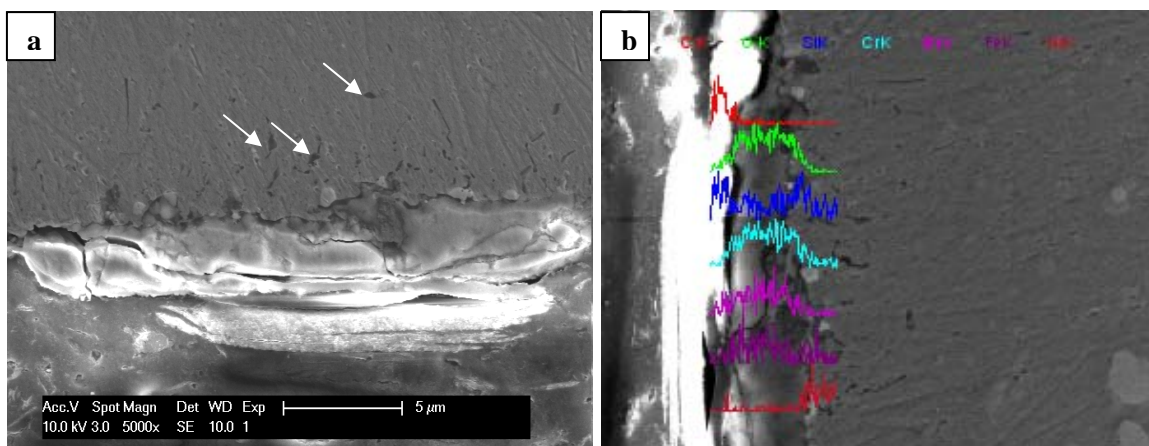 a
b
SiK CrK
Acc.V Spot Magn Det WD Exp 5 µm
10.0 kV 3.0 5000x SE 10.0 1